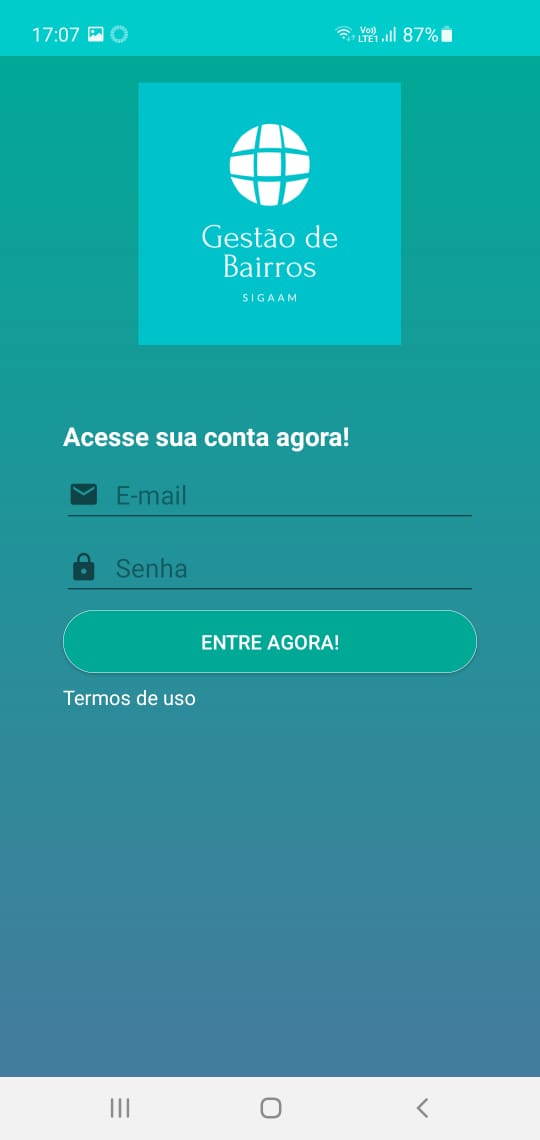 17:07 Vo)) LTE1 87%
Gestão de
Bairros
SIGAAM
Acesse sua conta agora!
E-mail
Senha
ENTRE AGORA!
Termos de uso